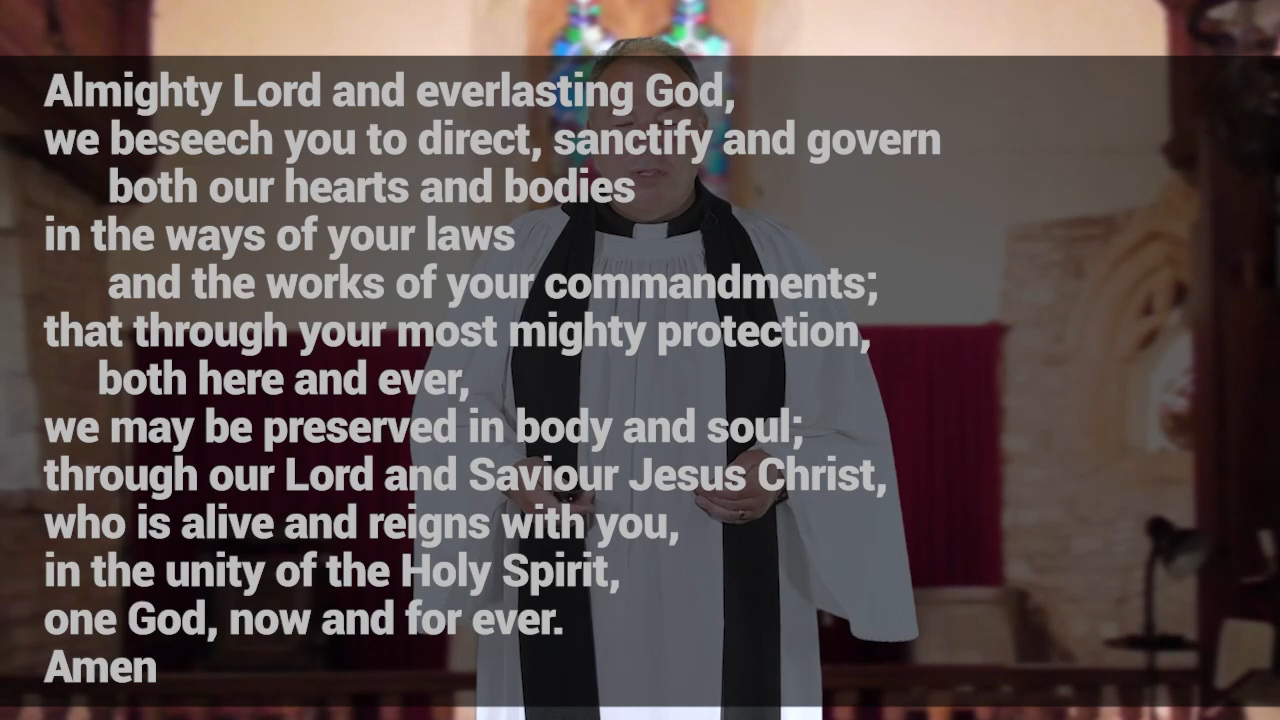 Almighty Lord and everlasting God,
we beseech you to direct, sanctify and govern
both our hearts and bodies
in the ways of your laws
and the works of your commandments;
that through your most mighty protection,
both here and ever,
we may be preserved in body and soul;
through our Lord and Saviour Jesus Christ,
who is alive and reigns with you,
in the unity of the Holy Spirit,
one God, now and for ever.
Amen